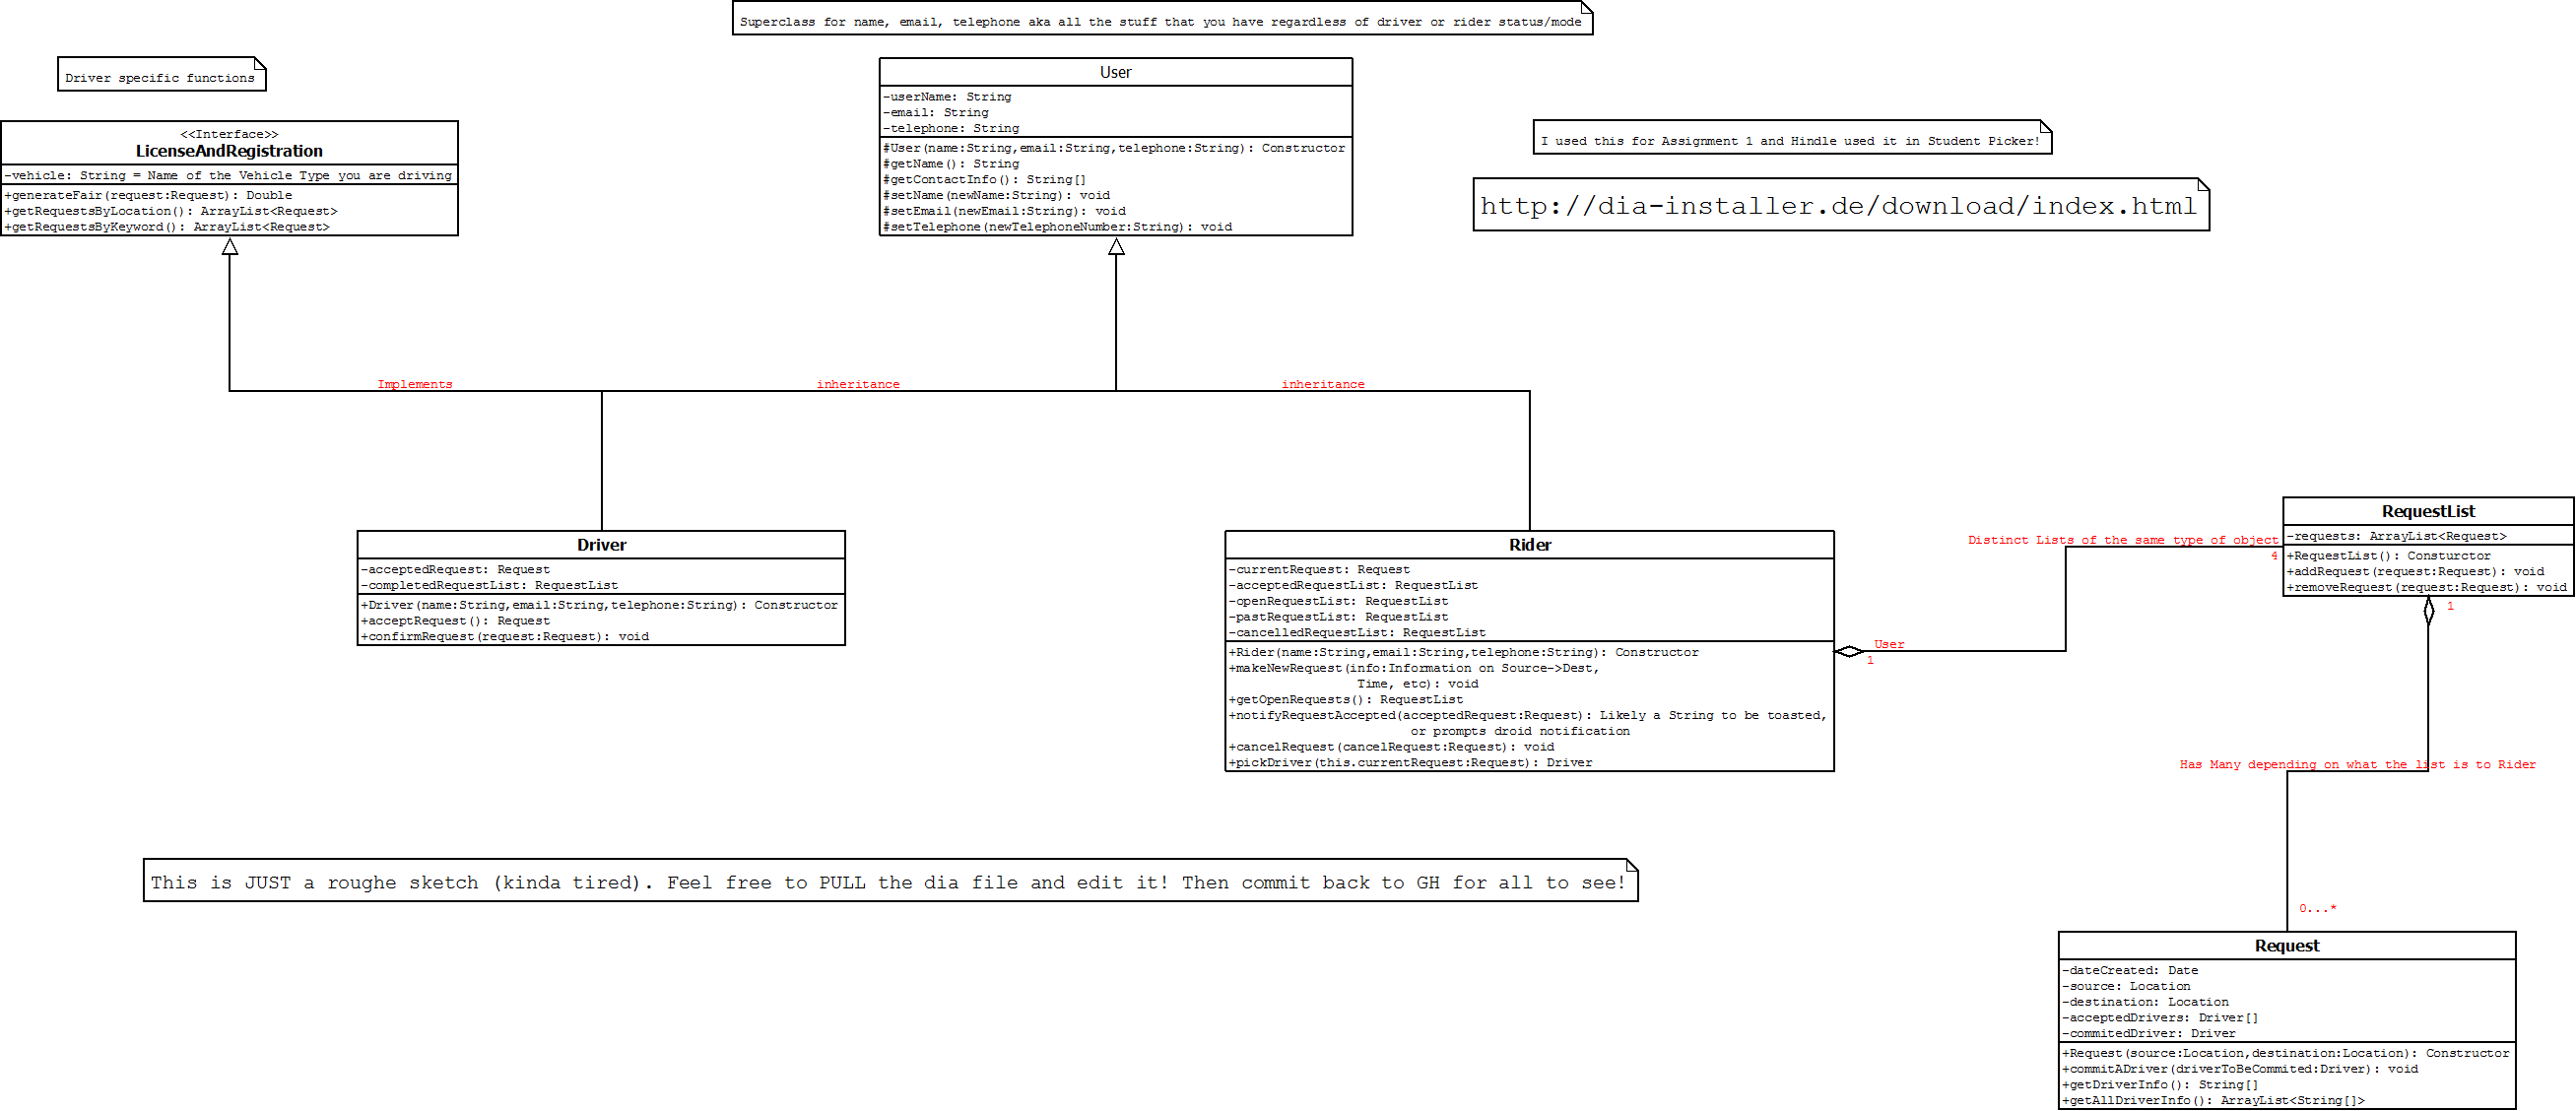 Superclass for name, email, telephone aka all the stuff that you have regardless of driver or rider status/mode
Driver specific functions
<<Interface>>
LicenseAndRegistration
-vehicle: String = Name of the Vehicle Type you are driving
+generateFair(request:Request): Double
+getRequestsByLocation(): ArrayList<Request>
+getRequestsByKeyword(): ArrayList<Request>
User
-userName: String
-email: String
-telephone: String
#User(name:String,email:String,telephone:String): Constructor
#getName(): String
#getContactInfo(): String[]
#setName(newName:String): void
#setEmail(newEmail:String): void
#setTelephone(newTelephoneNumber:String): void
I used this for Assignment 1 and Hindle used it in Student Picker!
http://dia-installer.de/download/index.html
Implements
inheritance
inheritance
Driver
-acceptedRequest: Request
-completedRequestList: RequestList
+Driver(name:String,email:String,telephone:String): Constructor
+acceptRequest(): Request
+confirmRequest(request:Request): void
Rider
-currentRequest: Request
-acceptedRequestList: RequestList
-openRequestList: RequestList
-pastRequestList: RequestList
-cancelledRequestList: RequestList
+Rider(name:String,email:String,telephone:String): Constructor
+makeNewRequest(info:Information on Source->Dest,
Time, etc): void
+getOpenRequests(): RequestList
+notifyRequestAccepted(acceptedRequest:Request): Likely a String to be toasted,
or prompts droid notification
+cancelRequest(cancelRequest:Request): void
+pickDriver(this.currentRequest:Request): Driver
User
1
Distinct Lists of the same type of object
4
RequestList
-requests: ArrayList<Request>
+RequestList(): Consturctor
+addRequest(request:Request): void
+removeRequest(request:Request): void
1
Has Many depending on what the list is to Rider
0...*
This is JUST a roughe sketch (kinda tired). Feel free to PULL the dia file and edit it! Then commit back to GH for all to see!
Request
-dateCreated: Date
-source: Location
-destination: Location
-acceptedDrivers: Driver[]
-commitedDriver: Driver
+Request(source:Location,destination:Location): Constructor
+commitADriver(driverToBeCommited:Driver): void
+getDriverInfo(): String[]
+getAllDriverInfo(): ArrayList<String[]>